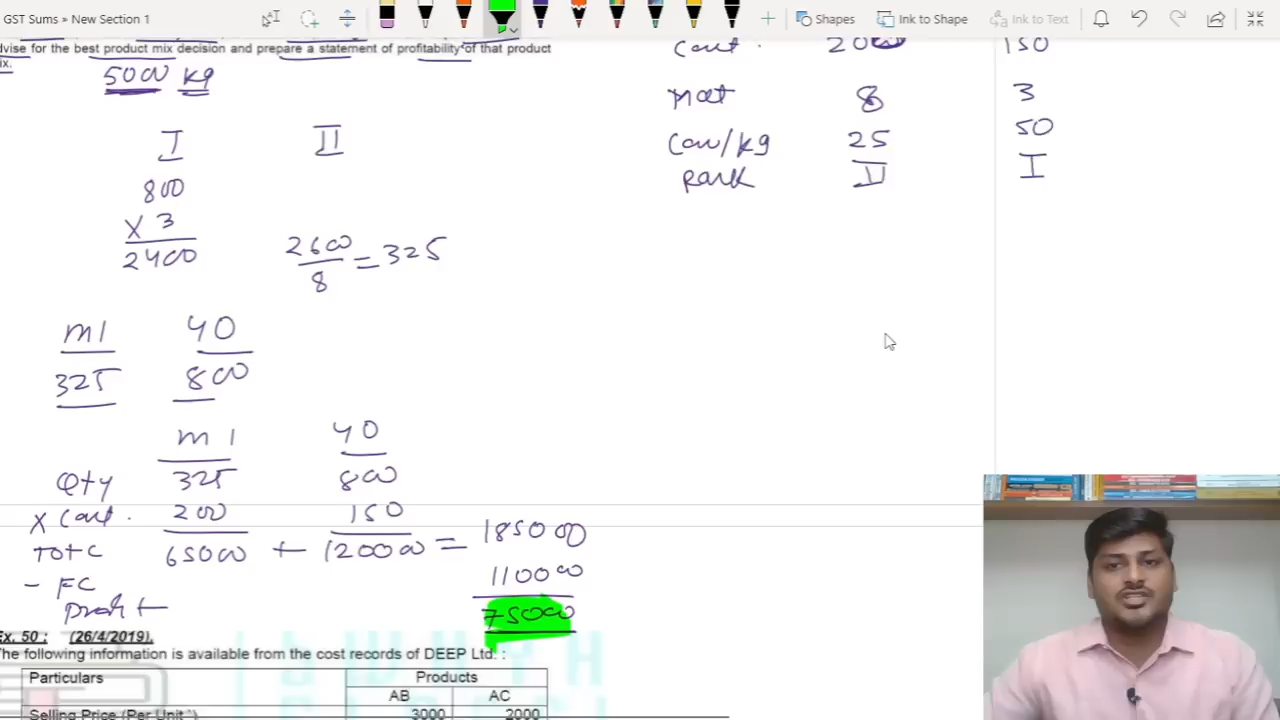 GST Sums » New Section 1
Shapes
Ink to Shape
Ink to Text
dvise for the best product mix decision and prepare a statement of profitability of that product
ix.
5000 kg
Cont. 200 150
Mat 8 3
Con/kg 25 50
Rank II I
I II
800
X 3
2400
2600
8
= 325
M1 40
325 800
M1 40
Qty 325 800
X Cont. 200 150
Tot C 65000 + 120000 = 185000
- FC 110000
Profit 75000
Ex. 50 : (26/4/2019).
The following information is available from the cost records of DEEP Ltd. :
Particulars Products
AB AC
Selling Price (Per Unit `) 3000 2000